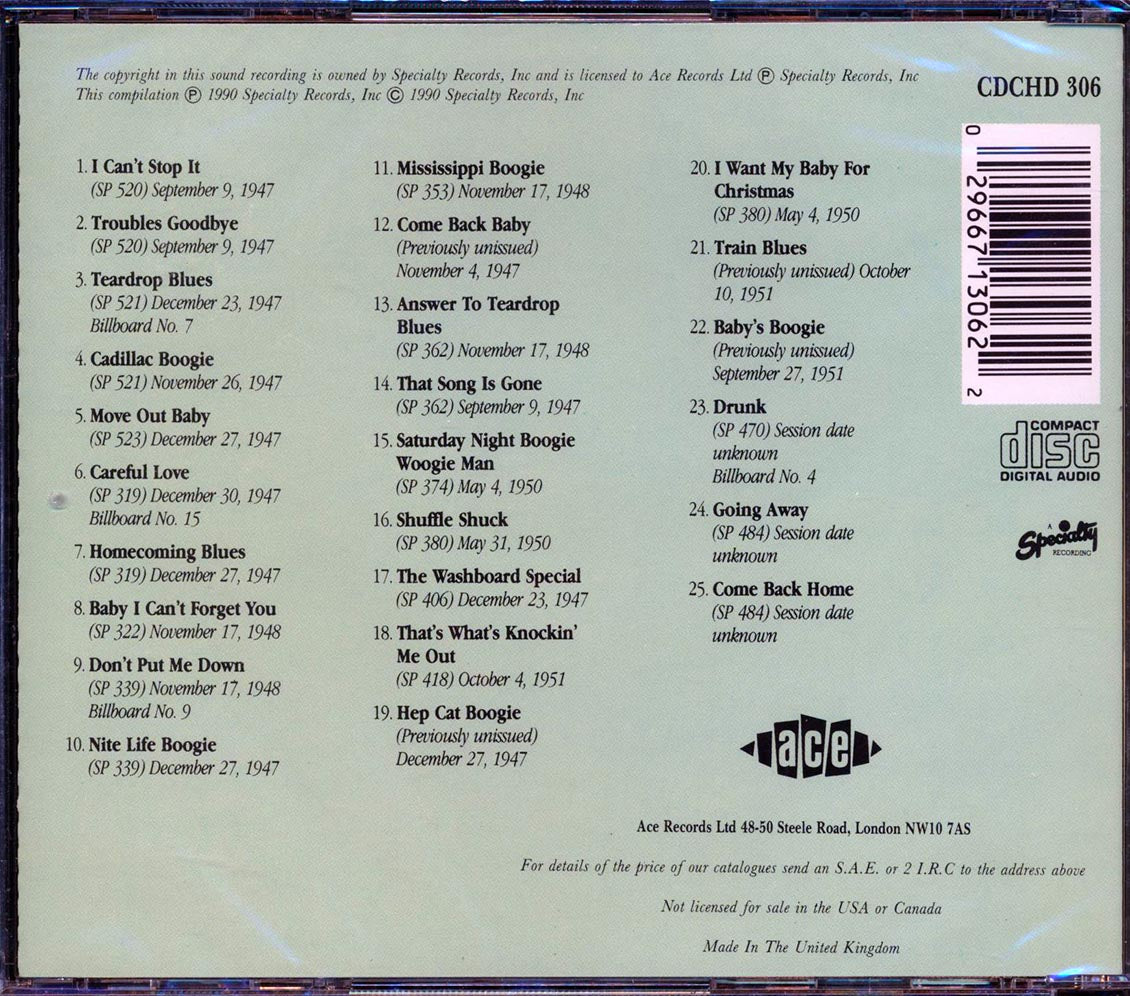 The copyright in this sound recording is owned by Specialty Records, Inc and is licensed to Ace Records Ltd Ⓟ Specialty Records, Inc
This compilation Ⓟ 1990 Specialty Records, Inc © 1990 Specialty Records, Inc
CDCHD 306
1. I Can't Stop It
(SP 520) September 9, 1947
2. Troubles Goodbye
(SP 520) September 9, 1947
3. Teardrop Blues
(SP 521) December 23, 1947
Billboard No. 7
4. Cadillac Boogie
(SP 521) November 26, 1947
5. Move Out Baby
(SP 523) December 27, 1947
6. Careful Love
(SP 319) December 30, 1947
Billboard No. 15
7. Homecoming Blues
(SP 319) December 27, 1947
8. Baby I Can't Forget You
(SP 322) November 17, 1948
9. Don't Put Me Down
(SP 339) November 17, 1948
Billboard No. 9
10. Nite Life Boogie
(SP 339) December 27, 1947
11. Mississippi Boogie
(SP 353) November 17, 1948
12. Come Back Baby
(Previously unissued)
November 4, 1947
13. Answer To Teardrop
Blues
(SP 362) November 17, 1948
14. That Song Is Gone
(SP 362) September 9, 1947
15. Saturday Night Boogie
Woogie Man
(SP 374) May 4, 1950
16. Shuffle Shuck
(SP 380) May 31, 1950
17. The Washboard Special
(SP 406) December 23, 1947
18. That's What's Knockin'
Me Out
(SP 418) October 4, 1951
19. Hep Cat Boogie
(Previously unissued)
December 27, 1947
20. I Want My Baby For
Christmas
(SP 380) May 4, 1950
21. Train Blues
(Previously unissued) October
10, 1951
22. Baby's Boogie
(Previously unissued)
September 27, 1951
23. Drunk
(SP 470) Session date
unknown
Billboard No. 4
24. Going Away
(SP 484) Session date
unknown
25. Come Back Home
(SP 484) Session date
unknown
0 29667 13062 2
COMPACT
disc
DIGITAL AUDIO
A
Specialty
RECORDING
ace
Ace Records Ltd 48-50 Steele Road, London NW10 7AS
For details of the price of our catalogues send an S.A.E. or 2 I.R.C to the address above
Not licensed for sale in the USA or Canada
Made In The United Kingdom